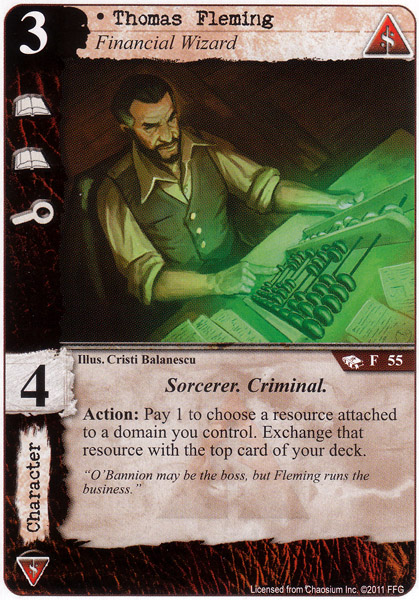 3
• Thomas Fleming
Financial Wizard
Illus. Cristi Balanescu
F 55
4
Sorcerer. Criminal.
Action: Pay 1 to choose a resource attached
to a domain you control. Exchange that
resource with the top card of your deck.
“O’Bannion may be the boss, but Fleming runs the
business.”
Character
Licensed from Chaosium Inc. ©2011 FFG